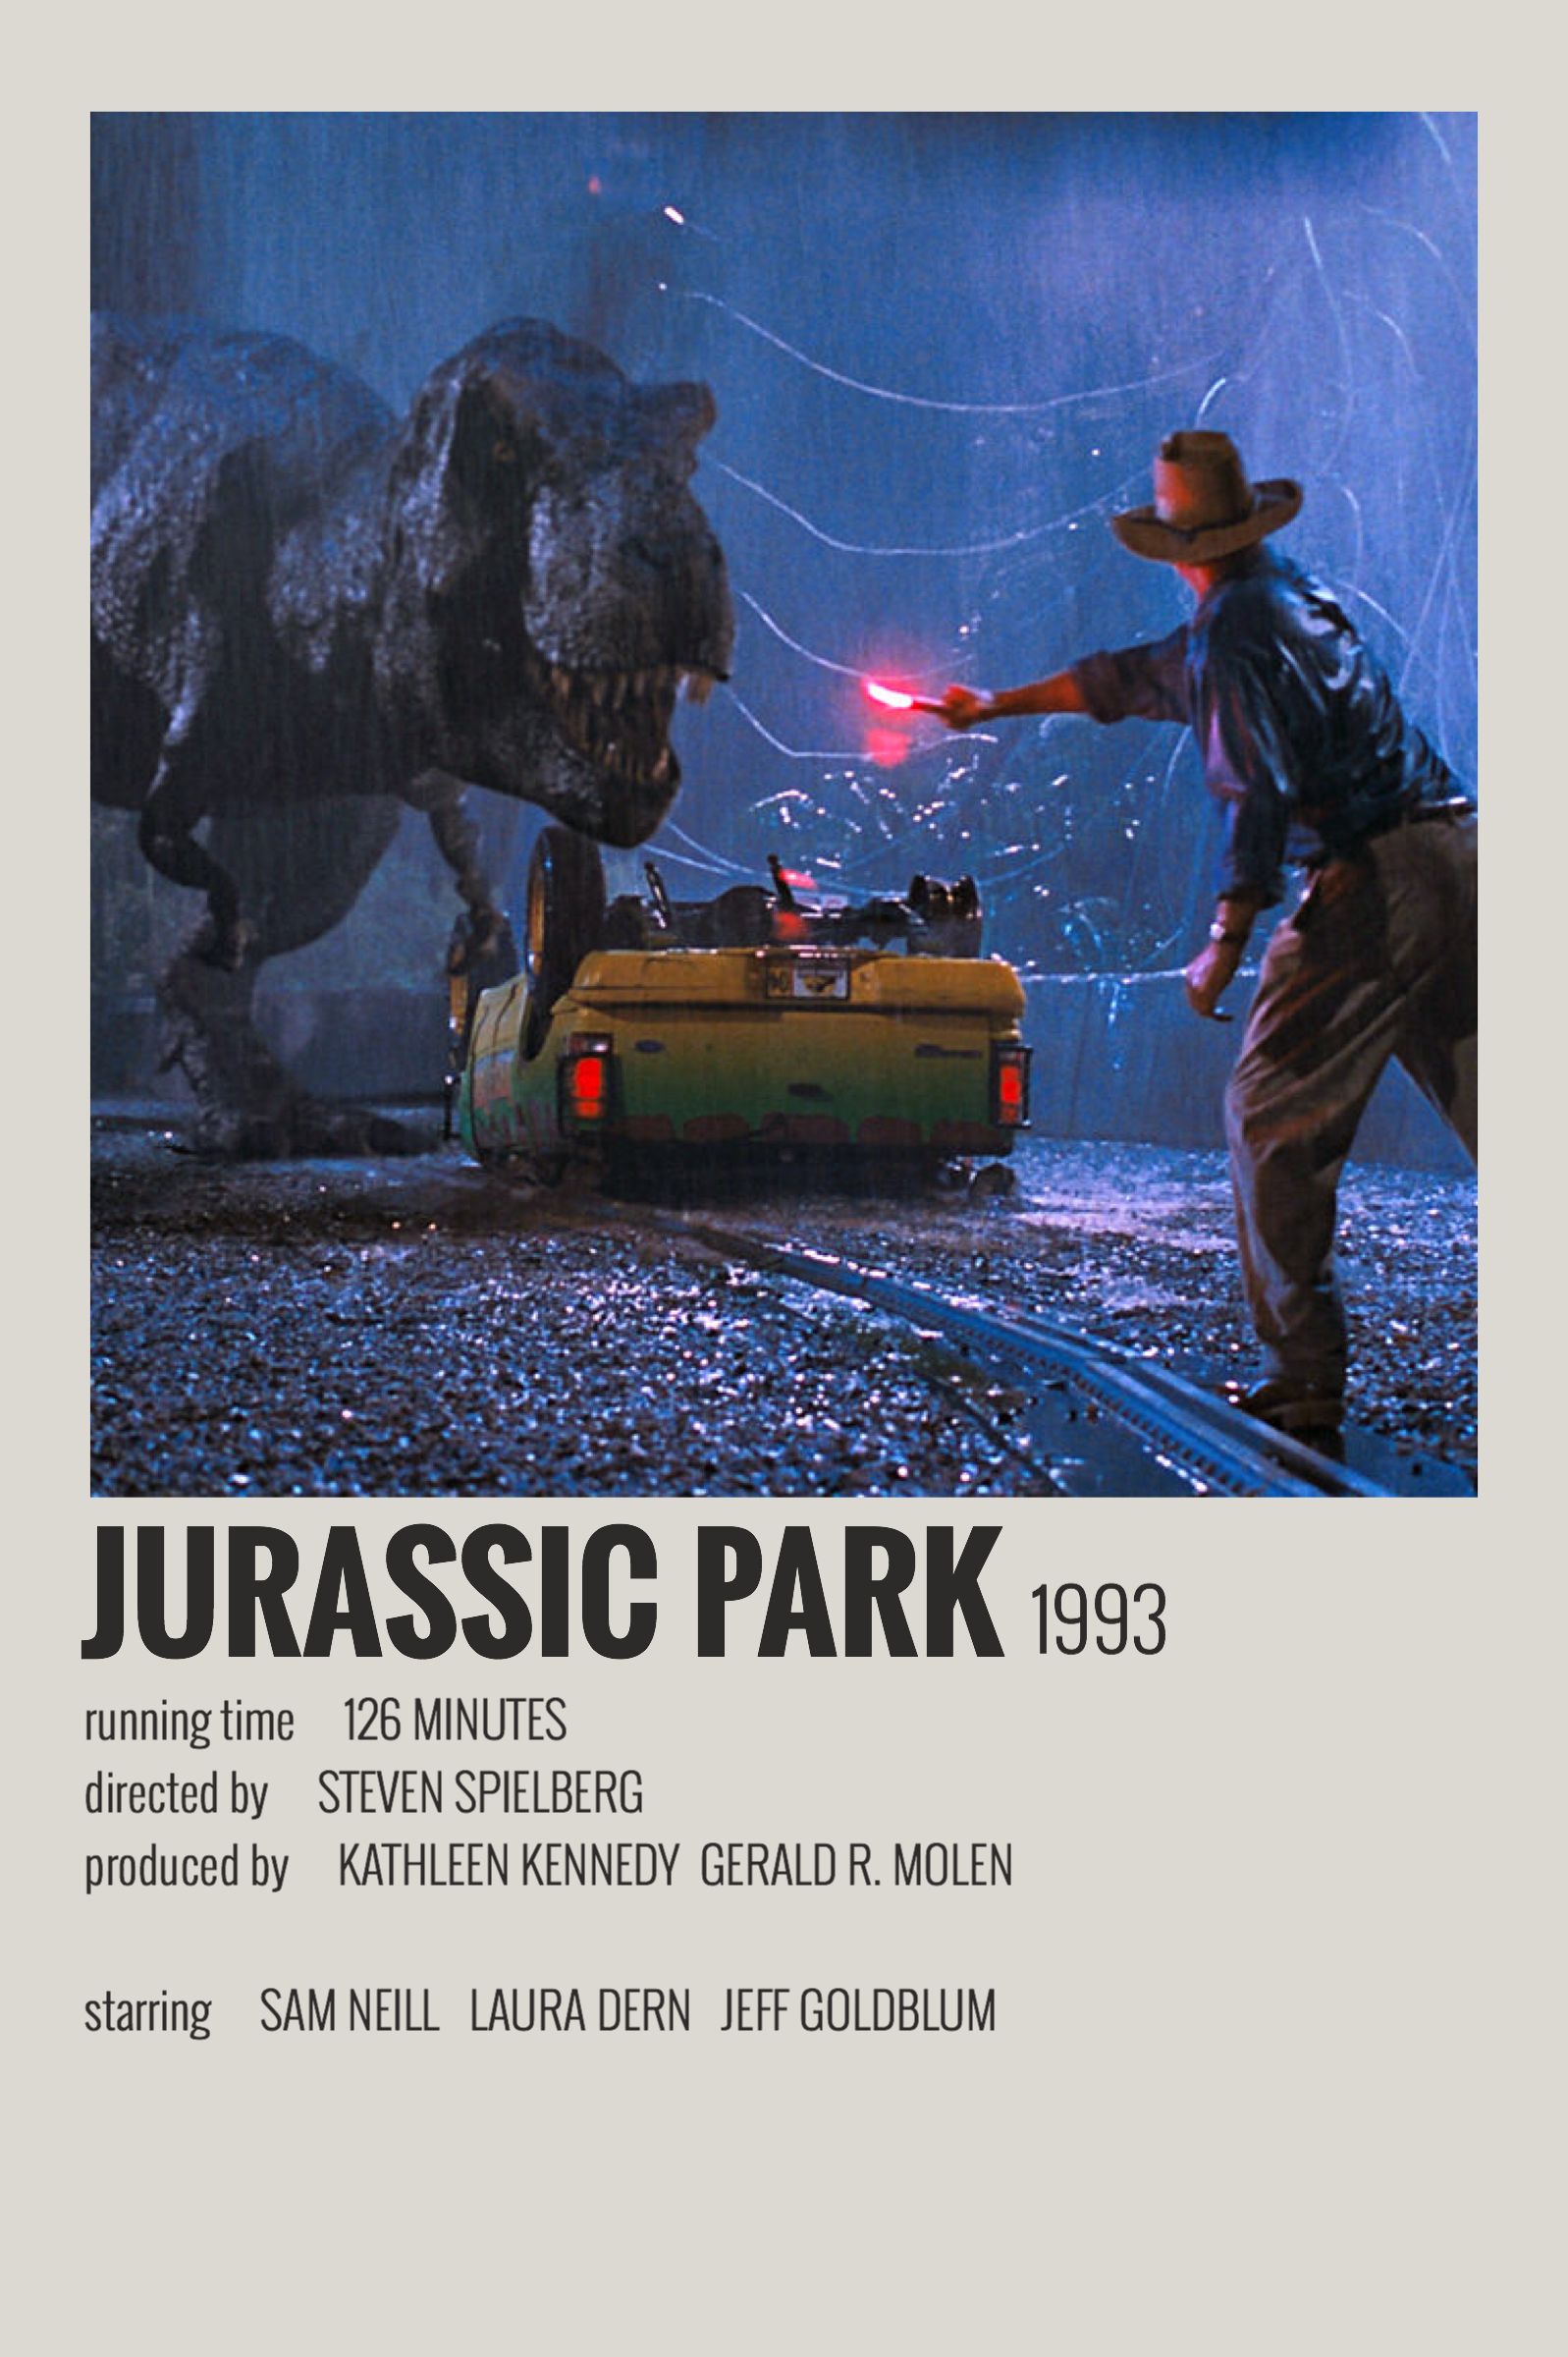 JURASSIC PARK 1993
running time 126 MINUTES
directed by STEVEN SPIELBERG
produced by KATHLEEN KENNEDY GERALD R. MOLEN
starring SAM NEILL LAURA DERN JEFF GOLDBLUM